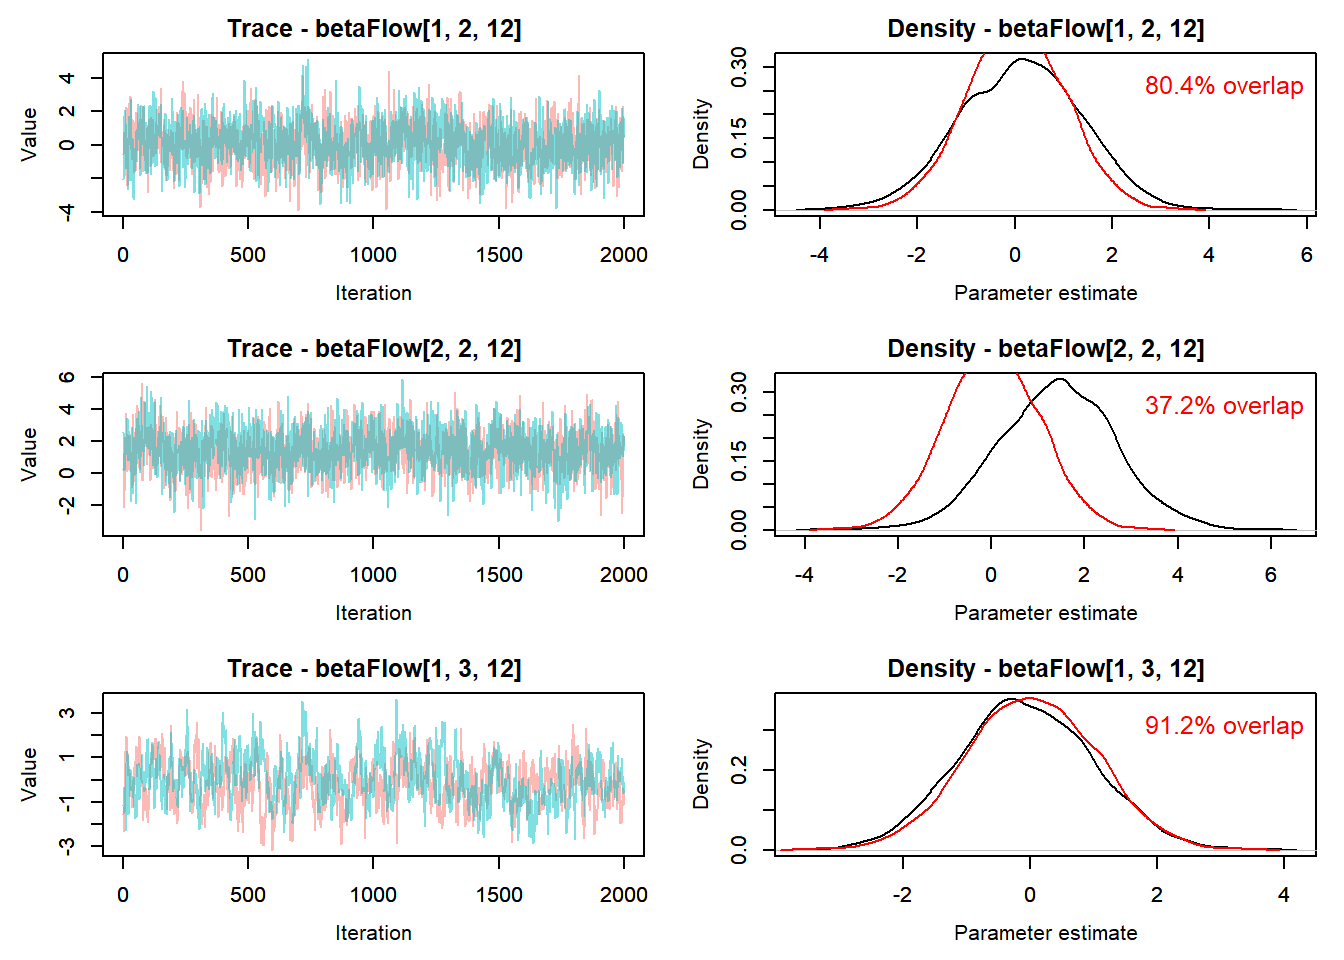 Trace - betaFlow[1, 2, 12]
Value
4
2
0
-4
0
500
1000
1500
2000
Iteration
Density - betaFlow[1, 2, 12]
80.4% overlap
Density
0.30
0.15
0.00
-4
-2
0
2
4
6
Parameter estimate
Trace - betaFlow[2, 2, 12]
Value
6
4
2
0
-2
0
500
1000
1500
2000
Iteration
Density - betaFlow[2, 2, 12]
37.2% overlap
Density
0.30
0.15
0.00
-4
-2
0
2
4
6
Parameter estimate
Trace - betaFlow[1, 3, 12]
Value
3
1
-1
-3
0
500
1000
1500
2000
Iteration
Density - betaFlow[1, 3, 12]
91.2% overlap
Density
0.2
0.0
-2
0
2
4
Parameter estimate